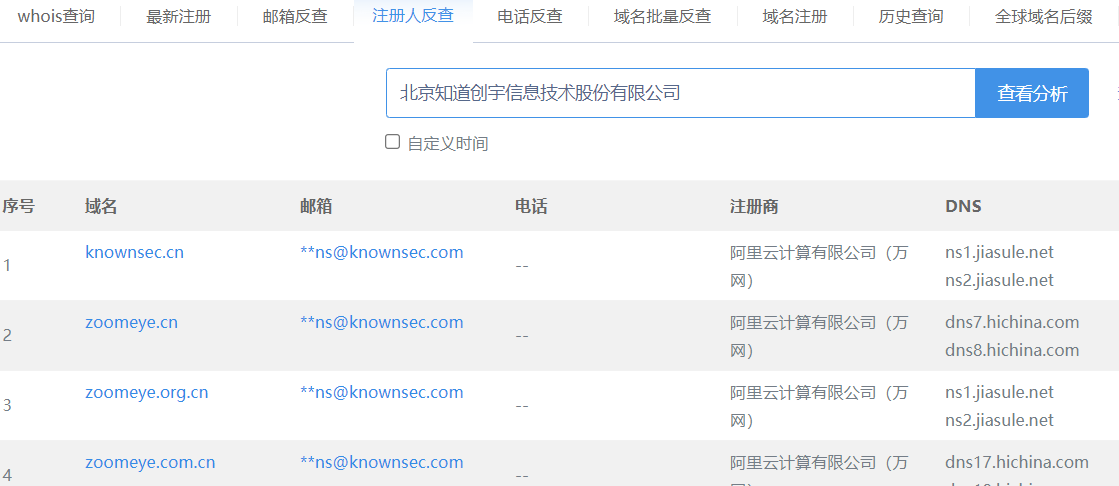 whois查询 最新注册 邮箱反查 注册人反查 电话反查 域名批量反查 域名注册 历史查询 全球域名后缀
北京知道创宇信息技术股份有限公司 查看分析
自定义时间
序号 域名 邮箱 电话 注册商 DNS
1 knownsec.cn **ns@knownsec.com -- 阿里云计算有限公司（万 ns1.jiasule.net
网） ns2.jiasule.net
2 zoomeye.cn **ns@knownsec.com -- 阿里云计算有限公司（万 dns7.hichina.com
网） dns8.hichina.com
3 zoomeye.org.cn **ns@knownsec.com -- 阿里云计算有限公司（万 ns1.jiasule.net
网） ns2.jiasule.net
4 zoomeye.com.cn **ns@knownsec.com -- 阿里云计算有限公司（万 dns17.hichina.com